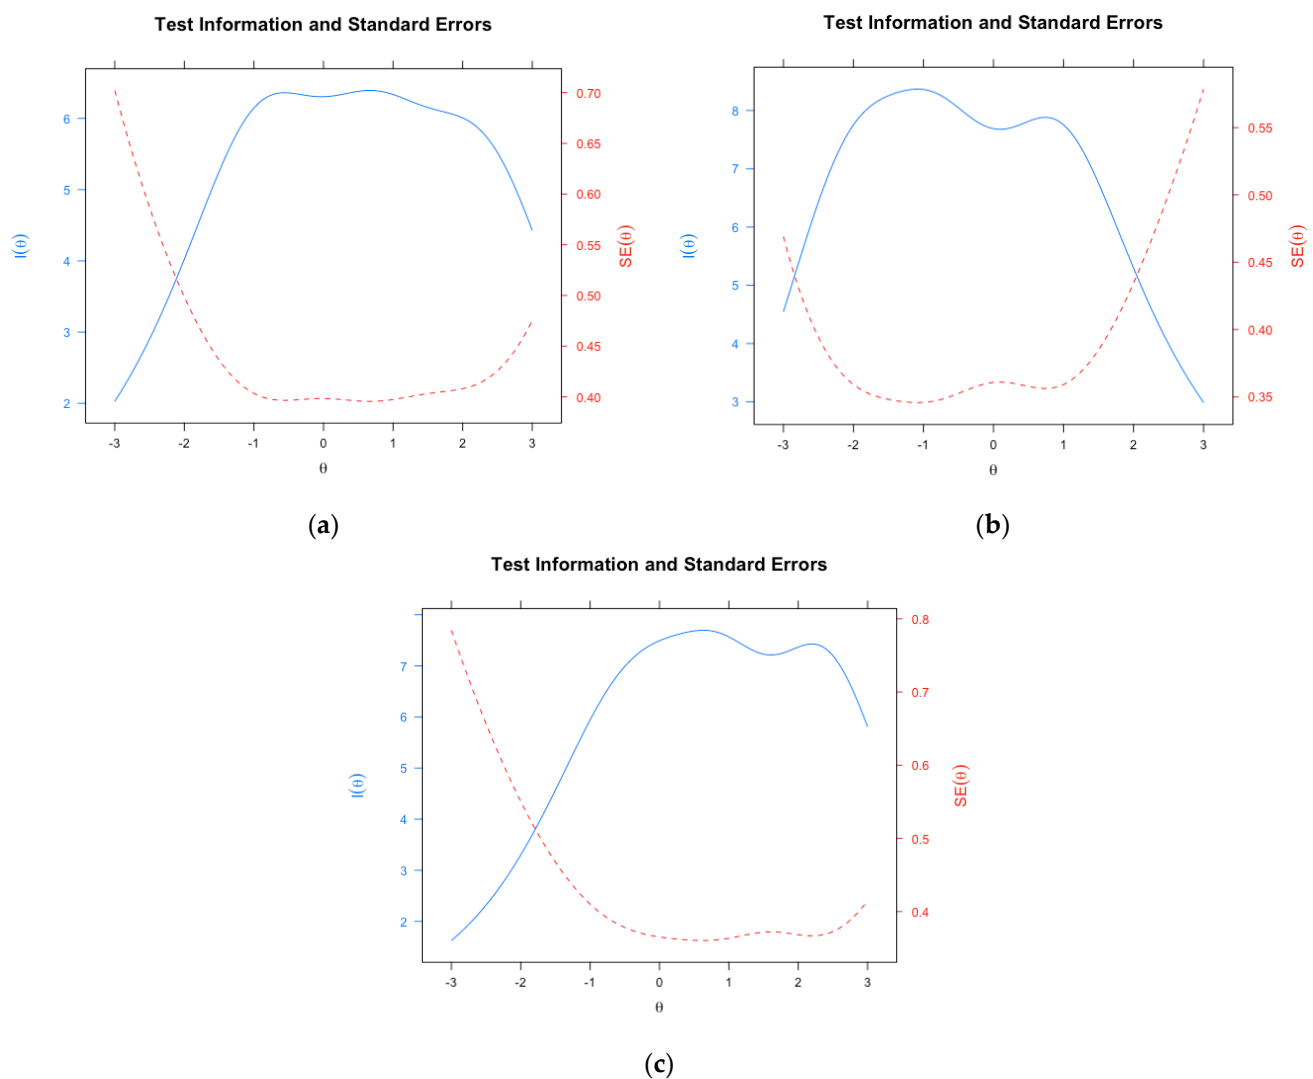 Test Information and Standard Errors
I(θ)
6
5
4
3
2
0.70
0.65
0.60
0.55
0.50
0.45
0.40
SE(θ)
-3 -2 -1 0 1 2 3
θ
(a)
Test Information and Standard Errors
I(θ)
8
7
6
5
4
3
0.55
0.50
0.45
0.40
0.35
SE(θ)
-3 -2 -1 0 1 2 3
θ
(b)
Test Information and Standard Errors
I(θ)
7
6
5
4
3
2
0.8
0.7
0.6
0.5
0.4
SE(θ)
-3 -2 -1 0 1 2 3
θ
(c)